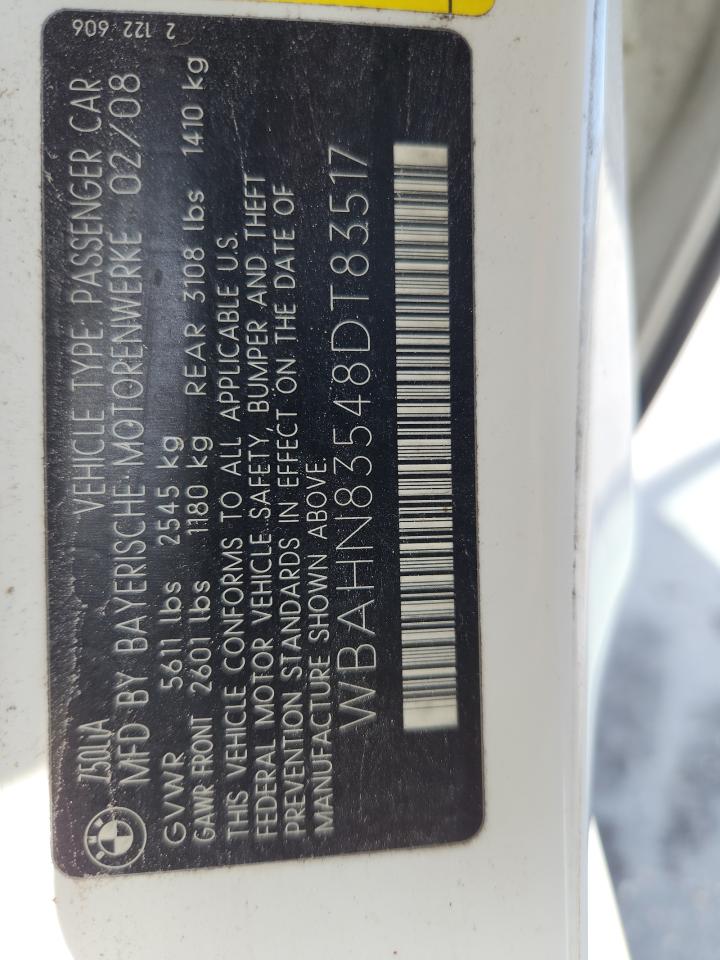 750LIA
2 122 606
VEHICLE TYPE: PASSENGER CAR
MFD BY BAYERISCHE MOTORENWERKE 02/08
GVWR 5611 lbs 2545 kg
GAWR FRONT 2601 lbs 1180 kg REAR 3108 lbs 1410 kg
THIS VEHICLE CONFORMS TO ALL APPLICABLE U.S.
FEDERAL MOTOR VEHICLE SAFETY, BUMPER AND THEFT
PREVENTION STANDARDS IN EFFECT ON THE DATE OF
MANUFACTURE SHOWN ABOVE.
WBAHN83548DT83517